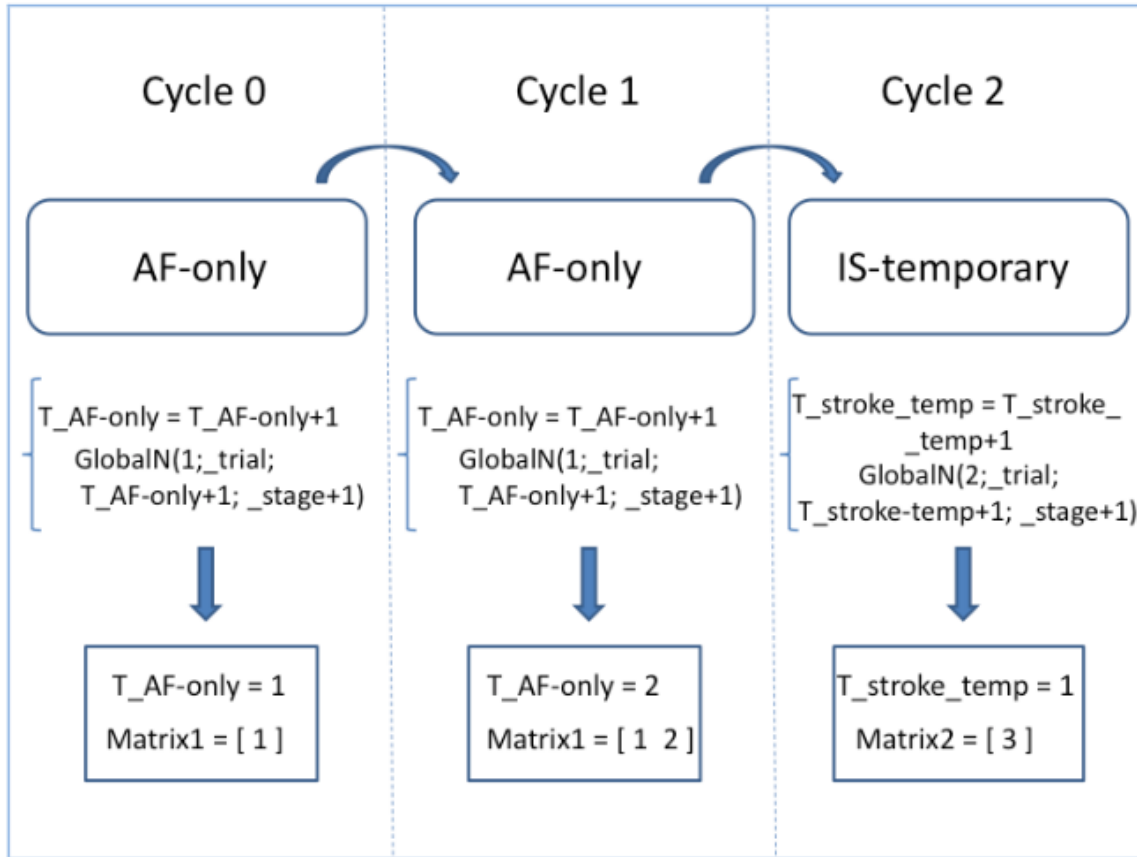 Cycle 0
AF-only
T_AF-only = T_AF-only+1
GlobalN(1;_trial;
T_AF-only+1; _stage+1)
T_AF-only = 1
Matrix1 = [ 1 ]
Cycle 1
AF-only
T_AF-only = T_AF-only+1
GlobalN(1;_trial;
T_AF-only+1; _stage+1)
T_AF-only = 2
Matrix1 = [ 1 2 ]
Cycle 2
IS-temporary
T_stroke_temp = T_stroke_
_temp+1
GlobalN(2;_trial;
T_stroke-temp+1; _stage+1)
T_stroke_temp = 1
Matrix2 = [ 3 ]